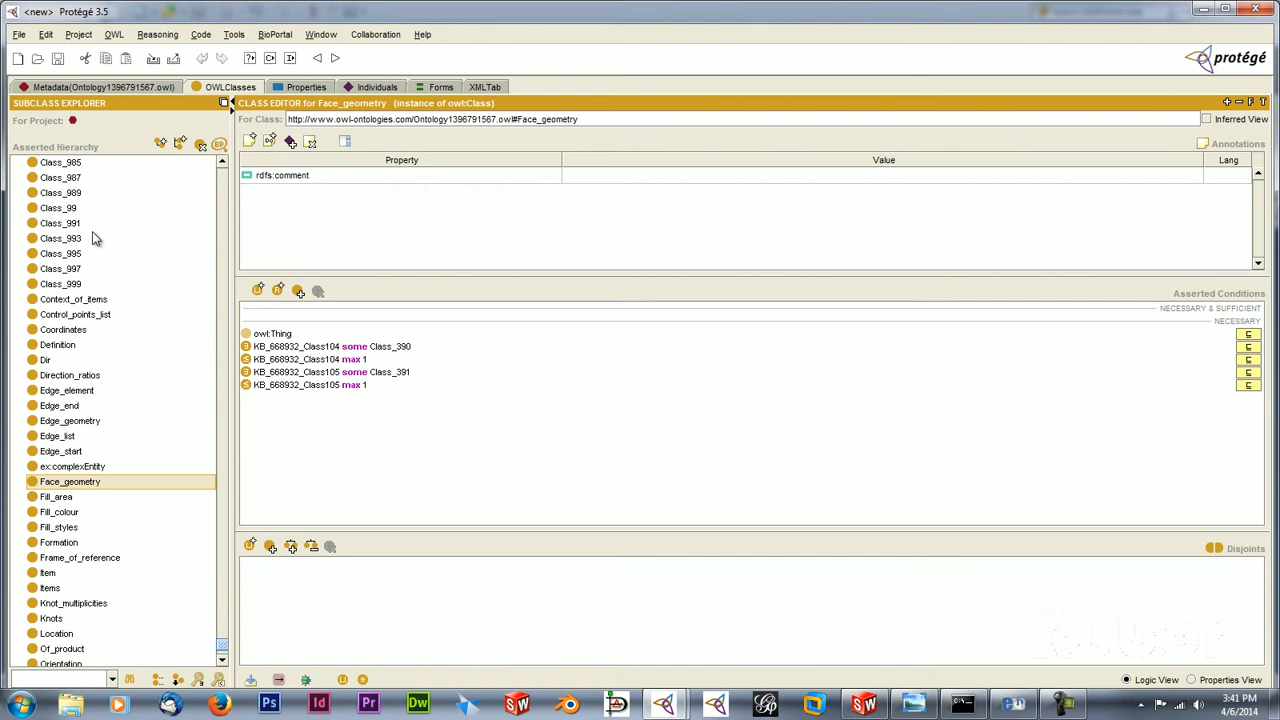 <new> Protégé 3.5
File Edit Project OWL Reasoning Code Tools BioPortal Window Collaboration Help
protégé
Metadata(Ontology1396791567.owl) OWLClasses Properties Individuals Forms XMLTab
SUBCLASS EXPLORER
For Project:
Asserted Hierarchy
Class_985
Class_987
Class_989
Class_99
Class_991
Class_993
Class_995
Class_997
Class_999
Context_of_items
Control_points_list
Coordinates
Definition
Dir
Direction_ratios
Edge_element
Edge_end
Edge_geometry
Edge_list
Edge_start
ex:complexEntity
Face_geometry
Fill_area
Fill_colour
Fill_styles
Formation
Frame_of_reference
Item
Items
Knot_multiplicities
Knots
Location
Of_product
Orientation
CLASS EDITOR for Face_geometry (instance of owl:Class)
For Class: http://www.owl-ontologies.com/Ontology1396791567.owl#Face_geometry Inferred View
Annotations
Property Value Lang
rdfs:comment
Asserted Conditions
NECESSARY & SUFFICIENT
NECESSARY
owl:Thing
KB_668932_Class104 some Class_390
KB_668932_Class104 max 1
KB_668932_Class105 some Class_391
KB_668932_Class105 max 1
Disjoints
Logic View Properties View
3:41 PM
4/6/2014